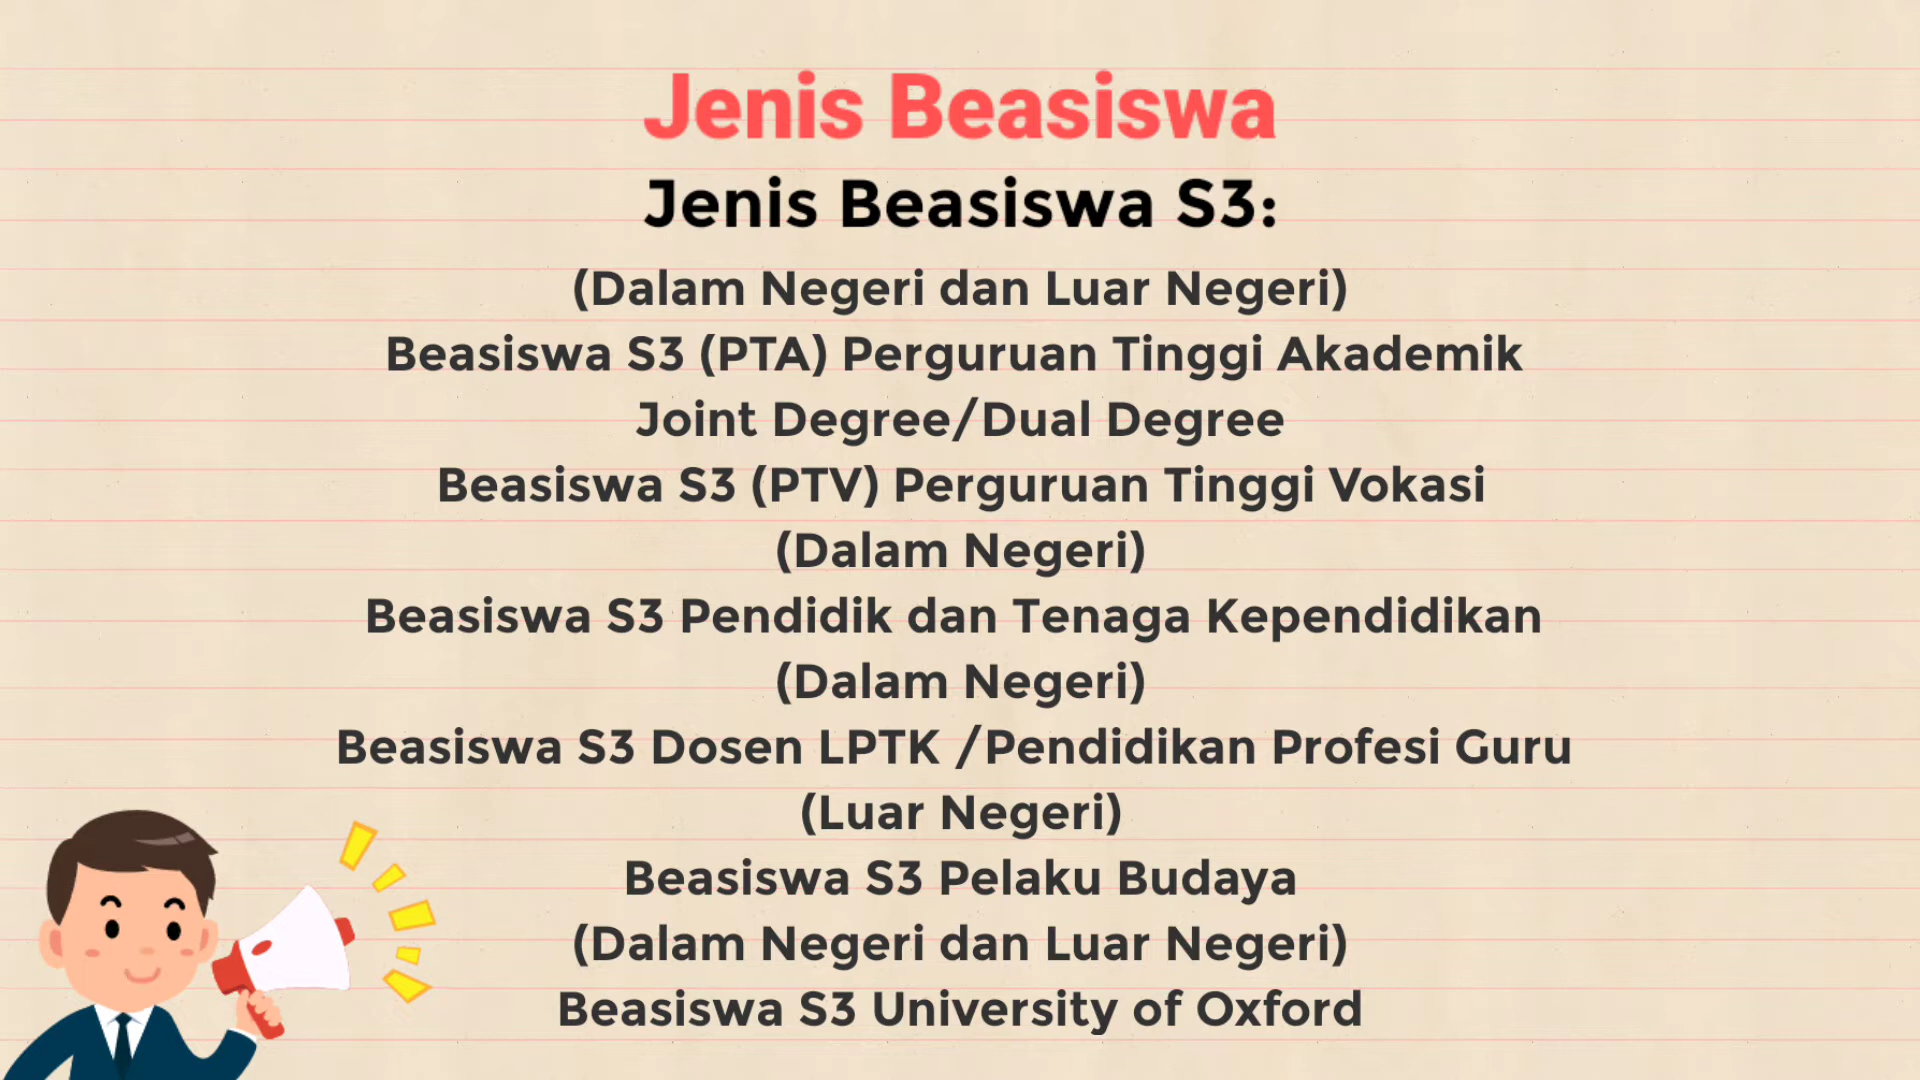 Jenis Beasiswa
Jenis Beasiswa S3:
(Dalam Negeri dan Luar Negeri)
Beasiswa S3 (PTA) Perguruan Tinggi Akademik
Joint Degree/Dual Degree
Beasiswa S3 (PTV) Perguruan Tinggi Vokasi
(Dalam Negeri)
Beasiswa S3 Pendidik dan Tenaga Kependidikan
(Dalam Negeri)
Beasiswa S3 Dosen LPTK /Pendidikan Profesi Guru
(Luar Negeri)
Beasiswa S3 Pelaku Budaya
(Dalam Negeri dan Luar Negeri)
Beasiswa S3 University of Oxford